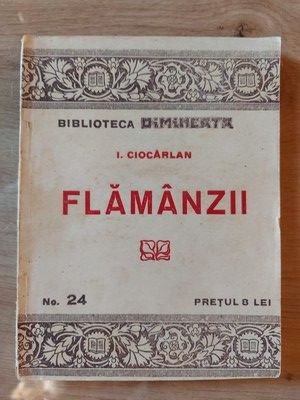 BIBLIOTECA DIMINEAȚA
I. CIOCÂRLAN
FLĂMÂNZII
No. 24
PREȚUL 8 LEI